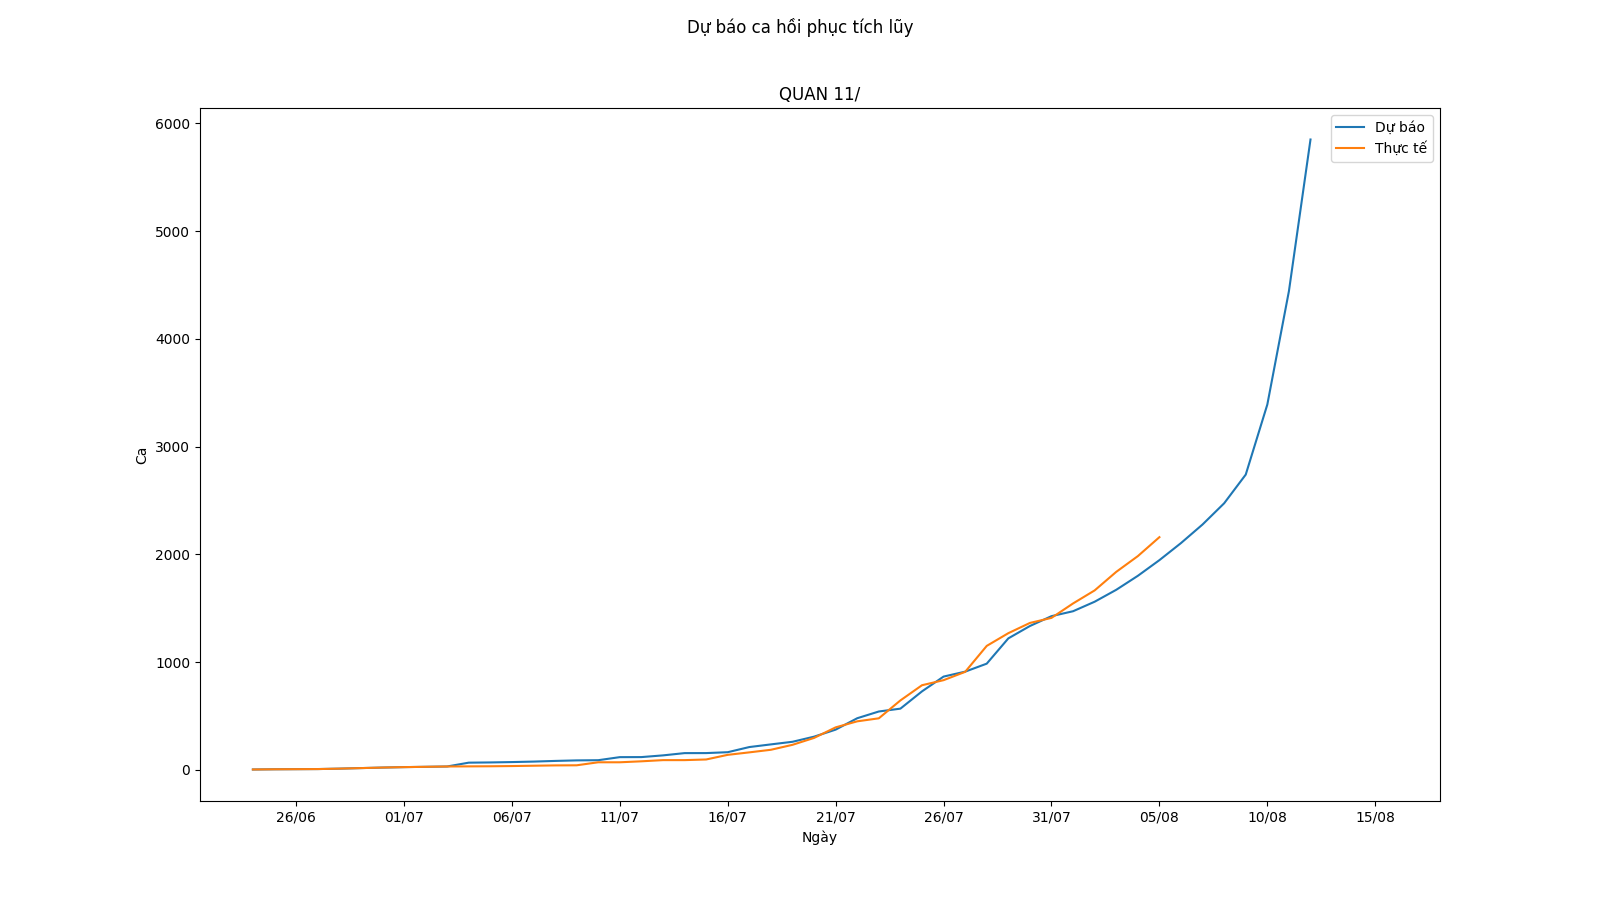 Dự báo ca hồi phục tích lũy
QUAN 11/
Dự báo
Thực tế
6000
5000
4000
3000
2000
1000
0
Ca
26/06 01/07 06/07 11/07 16/07 21/07 26/07 31/07 05/08 10/08 15/08
Ngày